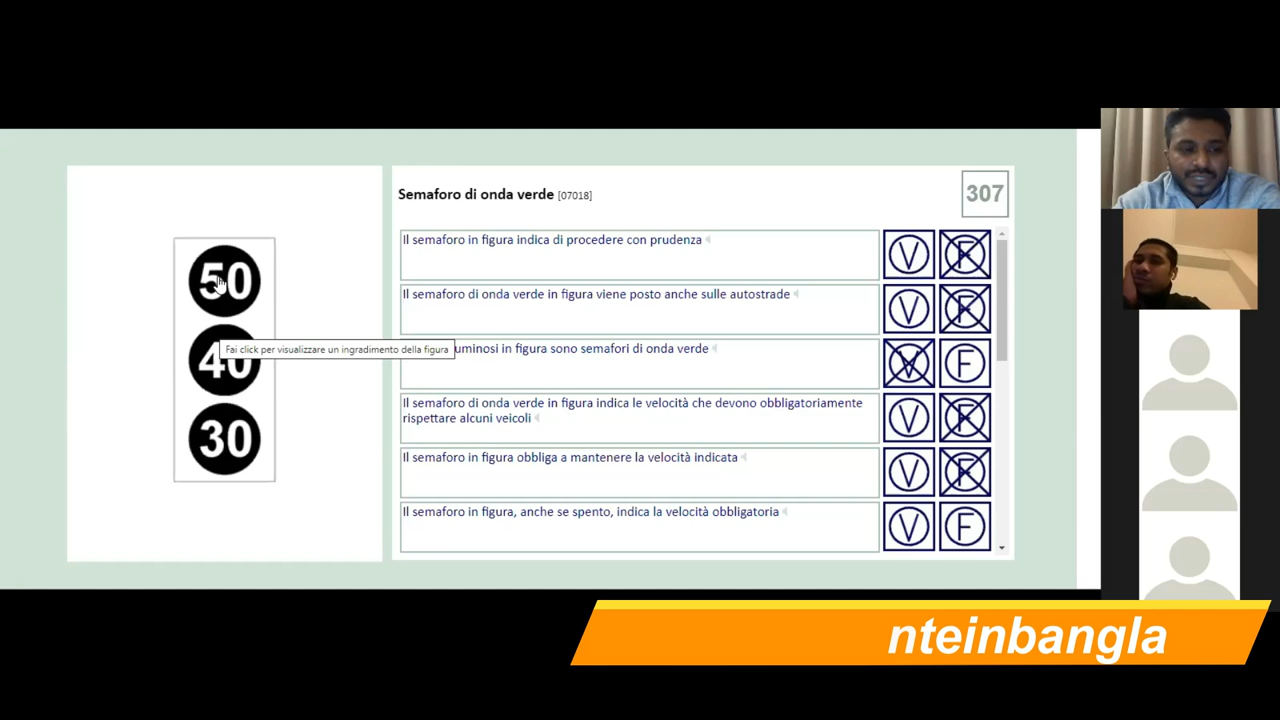 Semaforo di onda verde [07018]
307
50
40
30
Fai click per visualizzare un ingradimento della figura
Il semaforo in figura indica di procedere con prudenza
V F
Il semaforo di onda verde in figura viene posto anche sulle autostrade
V F
uminosi in figura sono semafori di onda verde
V F
Il semaforo di onda verde in figura indica le velocità che devono obbligatoriamente
rispettare alcuni veicoli
V F
Il semaforo in figura obbliga a mantenere la velocità indicata
V F
Il semaforo in figura, anche se spento, indica la velocità obbligatoria
V F
nteinbangla